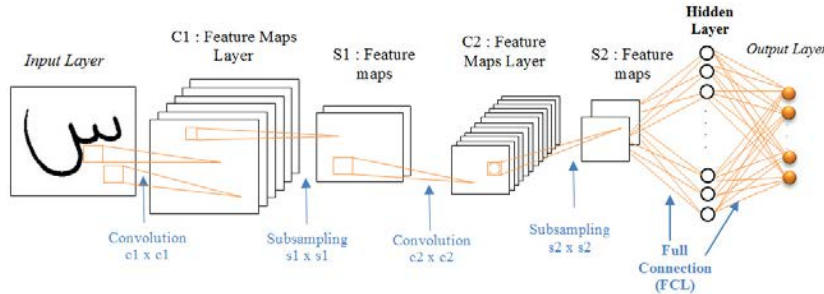 Input Layer
C1 : Feature Maps
Layer
S1 : Feature
maps
C2 : Feature
Maps Layer
S2 : Feature
maps
Hidden
Layer
Output Layer
س
Convolution
c1 x c1
Subsampling
s1 x s1
Convolution
c2 x c2
Subsampling
s2 x s2
Full
Connection
(FCL)